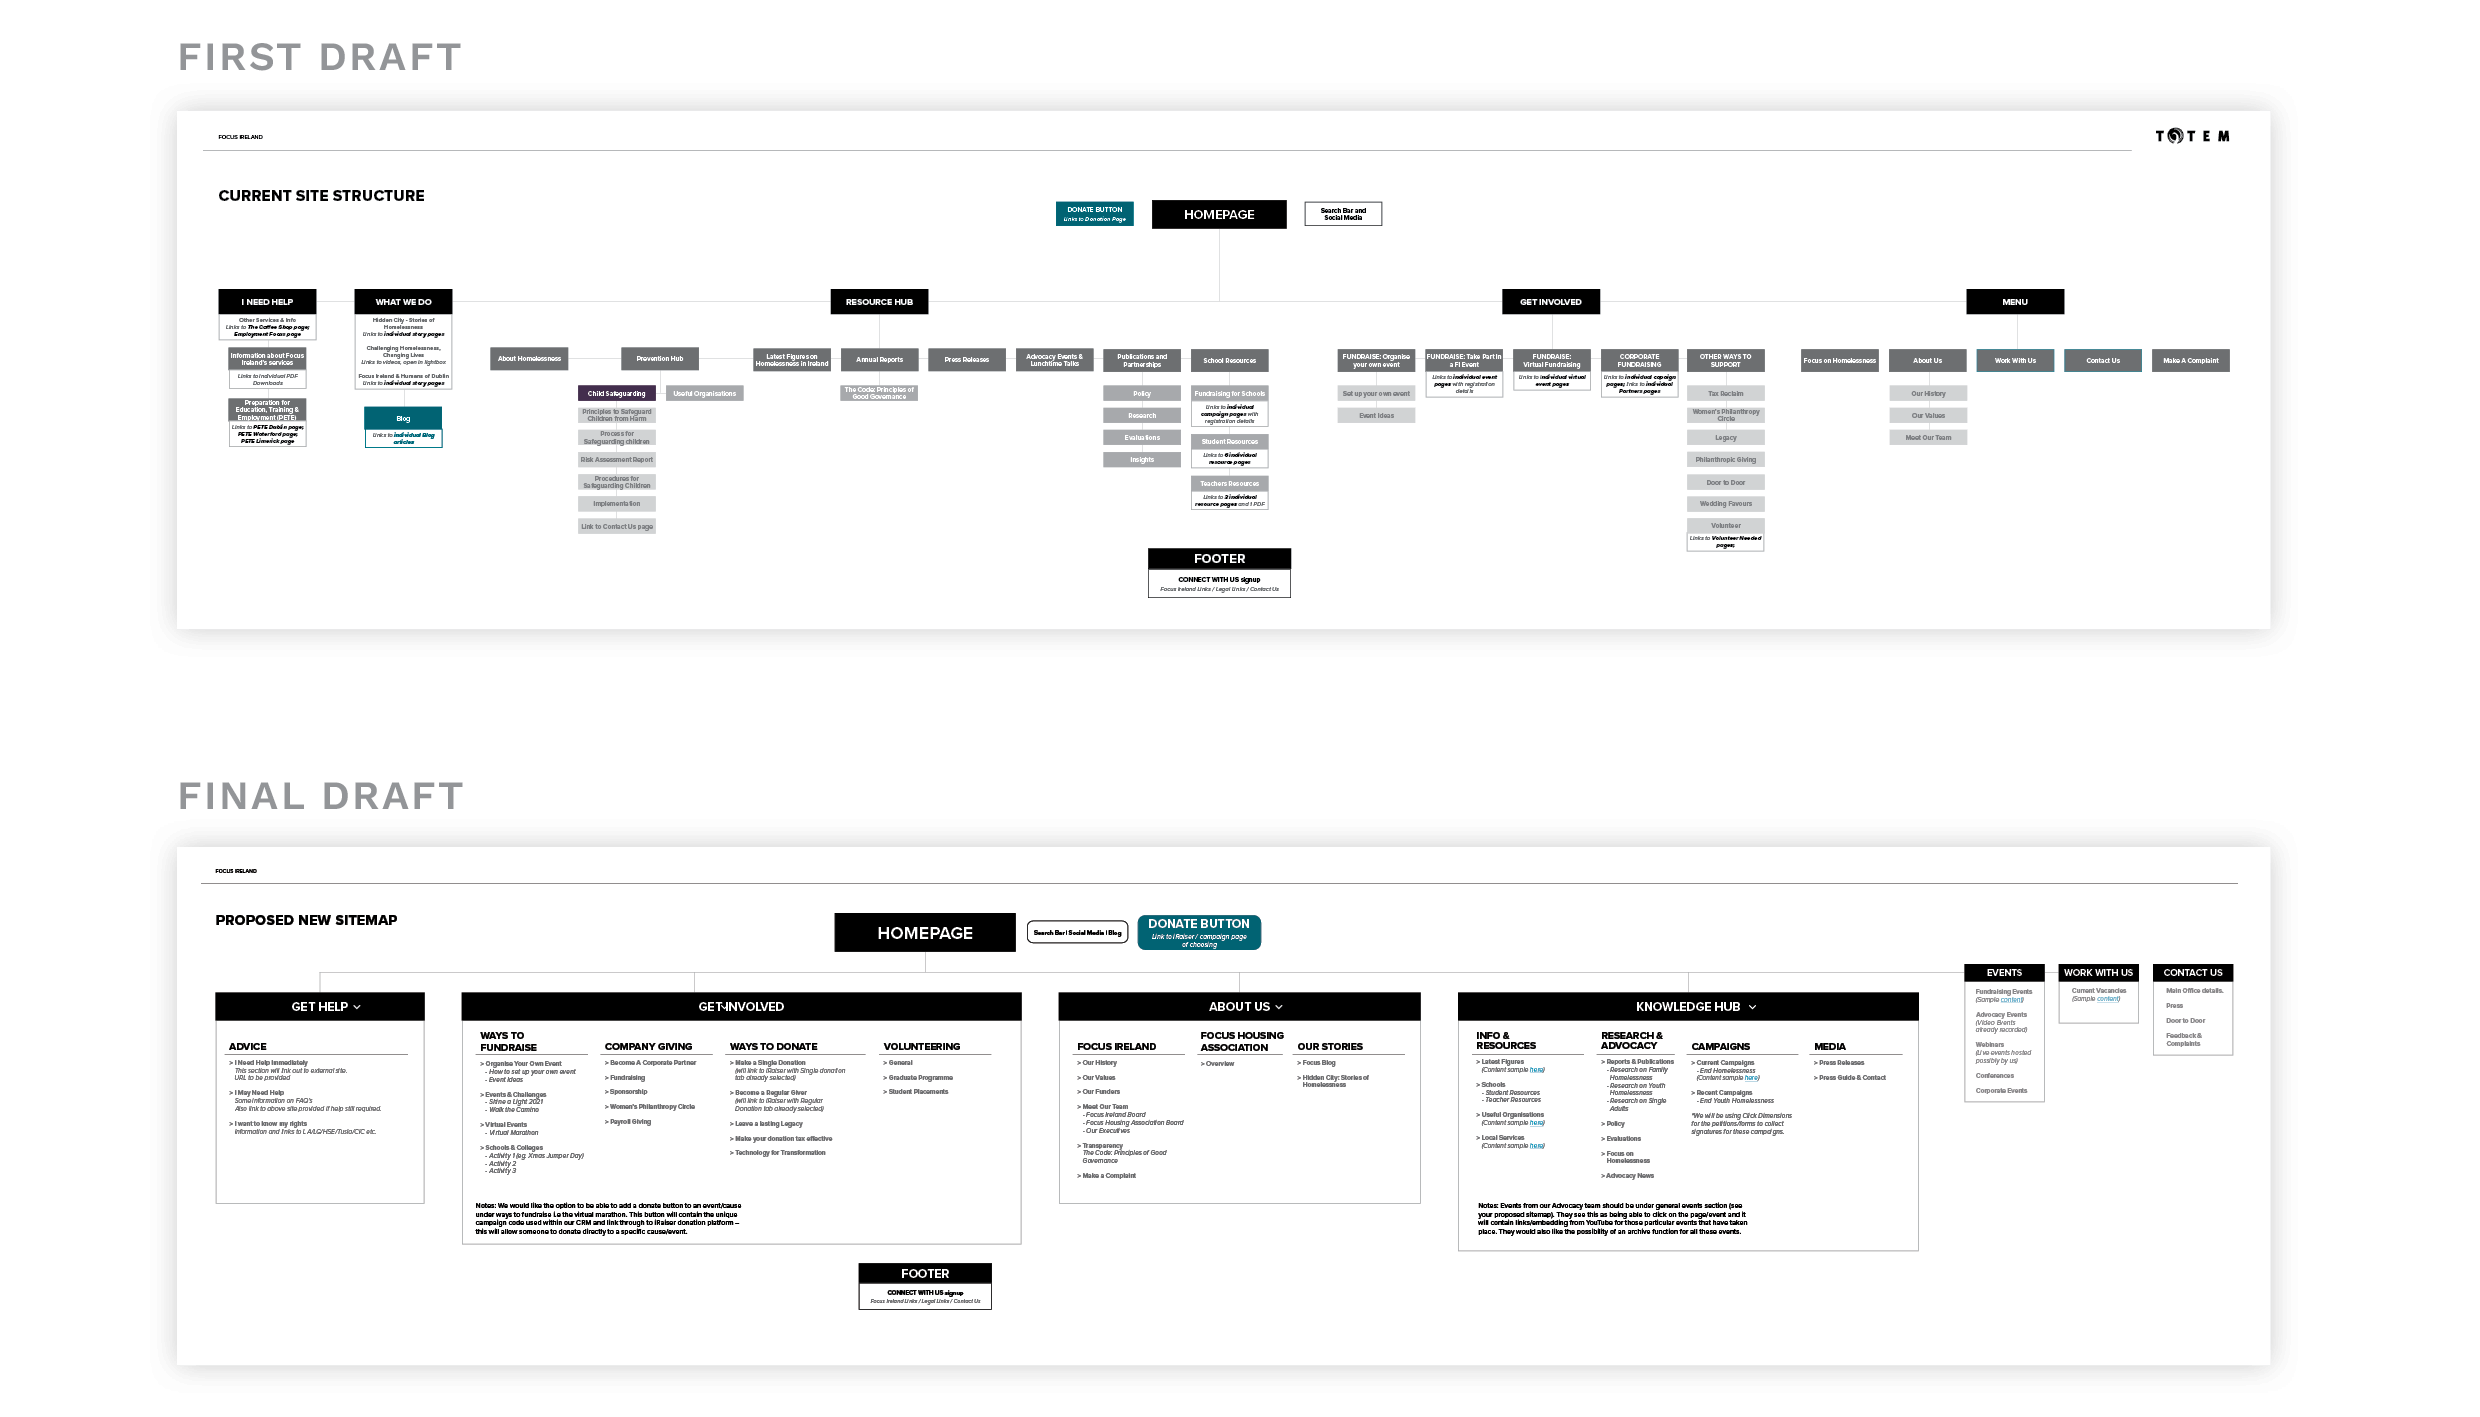 FIRST DRAFT
FOCUS IRELAND
TOTEM
CURRENT SITE STRUCTURE
DONATE BUTTON
Links to Donation Page
HOMEPAGE
Search Bar and
Social Media
I NEED HELP
Other Services & Info
Links to The Coffee Shop page;
Employment Focus page
Information about Focus
Ireland's services
Links to individual PDF
Downloads
Preparation for
Education, Training &
Employment (PETE)
Links to PETE Dublin page;
PETE Waterford page;
PETE Limerick page
WHAT WE DO
Hidden City - Stories of
Homelessness
Links to individual story pages
Challenging Homelessness,
Changing Lives
Links to videos, open in lightbox
Focus Ireland & Humans of Dublin
Links to individual story pages
Blog
Links to individual Blog
articles
RESOURCE HUB
About Homelessness
Prevention Hub
Child Safeguarding
Principles to Safeguard
Children from Harm
Process for
Safeguarding children
Risk Assessment Report
Procedures for
Safeguarding Children
Implementation
Link to Contact Us page
Useful Organisations
Latest Figures on
Homelessness in Ireland
Annual Reports
The Code: Principles of
Good Governance
Press Releases
Advocacy Events &
Lunchtime Talks
Publications and
Partnerships
Policy
Research
Evaluations
Insights
School Resources
Fundraising for Schools
Links to individual
campaign pages with
registration details
Student Resources
Links to 6 individual
resource pages
Teachers Resources
Links to 3 individual
resource pages and 1 PDF
GET INVOLVED
FUNDRAISE: Organise
your own event
Set up your own event
Event Ideas
FUNDRAISE: Take Part in
a FI Event
Links to individual event
pages with registration
details
FUNDRAISE:
Virtual Fundraising
Links to individual virtual
event pages
CORPORATE
FUNDRAISING
Links to individual capaign
pages; links to individual
Partners pages
OTHER WAYS TO
SUPPORT
Tax Reclaim
Women's Philanthropy
Circle
Legacy
Philanthropic Giving
Door to Door
Wedding Favours
Volunteer
Links to Volunteer Needed
pages;
MENU
Focus on Homelessness
About Us
Our History
Our Values
Meet Our Team
Work With Us
Contact Us
Make A Complaint
FOOTER
CONNECT WITH US signup
Focus Ireland Links / Legal Links / Contact Us
FINAL DRAFT
FOCUS IRELAND
PROPOSED NEW SITEMAP
HOMEPAGE
Search Bar | Social Media | Blog
DONATE BUTTON
Link to iRaiser / campaign page
of choosing
GET HELP
ADVICE
> I Need Help Immediately
This section will link out to external site.
URL to be provided
> I May Need Help
Some information on FAQ's
Also link to above site provided if help still required.
> I want to know my rights
Information and links to LA/LQ/HSE/Tusla/CIC etc.
GET INVOLVED
WAYS TO
FUNDRAISE
> Organise Your Own Event
- How to set up your own event
- Event Ideas
> Events & Challenges
- Shine a Light 2021
- Walk the Camino
> Virtual Events
- Virtual Marathon
> Schools & Colleges
- Activity 1 (eg; Xmas Jumper Day)
- Activity 2
- Activity 3
COMPANY GIVING
> Become A Corporate Partner
> Fundraising
> Sponsorship
> Women's Philanthropy Circle
> Payroll Giving
WAYS TO DONATE
> Make a Single Donation
(will link to iRaiser with Single donation
tab already selected)
> Become a Regular Giver
(will link to iRaiser with Regular
Donation tab already selected)
> Leave a lasting Legacy
> Make your donation tax effective
> Technology for Transformation
VOLUNTEERING
> General
> Graduate Programme
> Student Placements
Notes: We would like the option to be able to add a donate button to an event/cause
under ways to fundraise i.e the virtual marathon. This button will contain the unique
campaign code used within our CRM and link through to iRaiser donation platform –
this will allow someone to donate directly to a specific cause/event.
ABOUT US
FOCUS IRELAND
> Our History
> Our Values
> Our Funders
> Meet Our Team
- Focus Ireland Board
- Focus Housing Association Board
- Our Executives
> Transparency
The Code: Principles of Good
Governance
> Make a Complaint
FOCUS HOUSING
ASSOCIATION
> Overview
OUR STORIES
> Focus Blog
> Hidden City: Stories of
Homelessness
KNOWLEDGE HUB
INFO &
RESOURCES
> Latest Figures
(Content sample here)
> Schools
- Student Resources
- Teacher Resources
> Useful Organisations
(Content sample here)
> Local Services
(Content sample here)
RESEARCH &
ADVOCACY
> Reports & Publications
- Research on Family
Homelessness
- Research on Youth
Homelessness
- Research on Single
Adults
> Policy
> Evaluations
> Focus on
Homelessness
> Advocacy News
CAMPAIGNS
> Current Campaigns
- End Homelessness
(Content sample here)
> Recent Campaigns
- End Youth Homelessness
*We will be using Click Dimensions
for the petitions/forms to collect
signatures for these campaigns.
MEDIA
> Press Releases
> Press Guide & Contact
Notes: Events from our Advocacy team should be under general events section (see
your proposed sitemap). They see this as being able to click on the page/event and it
will contain links/embedding from YouTube for those particular events that have taken
place. They would also like the possibility of an archive function for all these events.
EVENTS
Fundraising Events
(Sample content)
Advocacy Events
(Video Events
already recorded)
Webinars
(Live events hosted
possibly by us)
Conferences
Corporate Events
WORK WITH US
Current Vacancies
(Sample content)
CONTACT US
Main Office details.
Press
Door to Door
Feedback &
Complaints
FOOTER
CONNECT WITH US signup
Focus Ireland Links / Legal Links / Contact Us